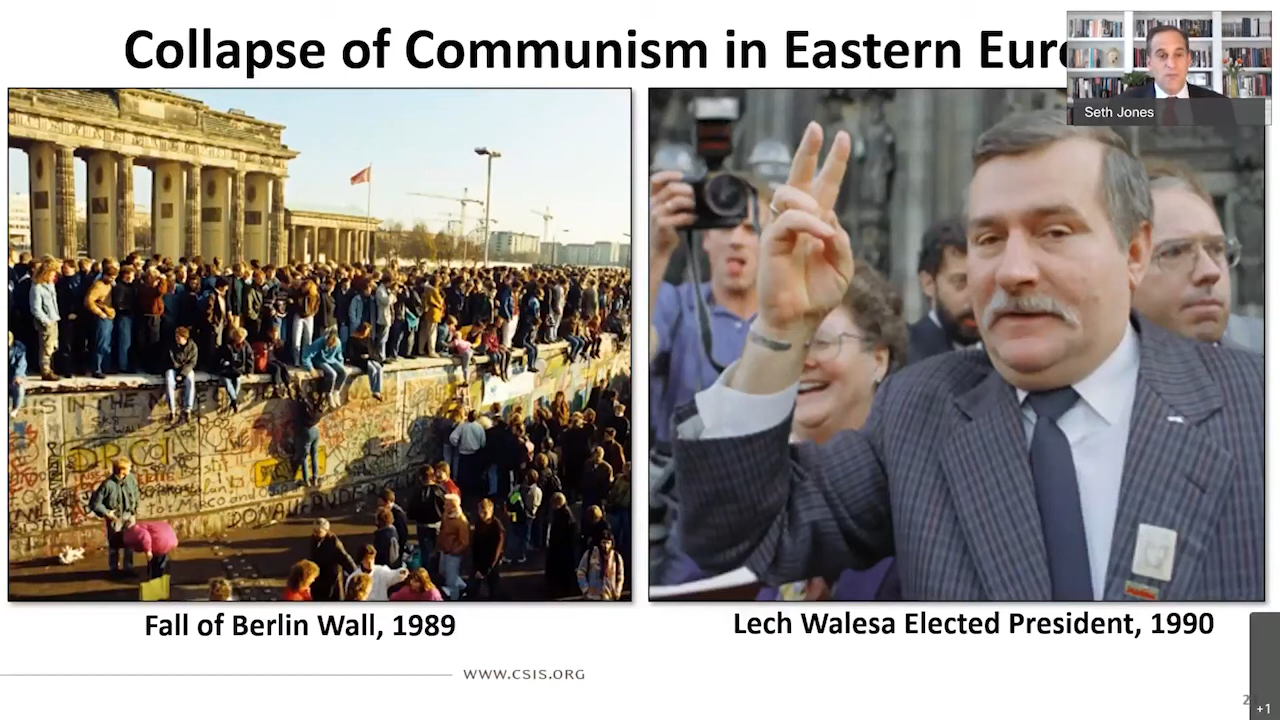 Collapse of Communism in Eastern Eur
Seth Jones
Fall of Berlin Wall, 1989
Lech Walesa Elected President, 1990
WWW.CSIS.ORG
+1